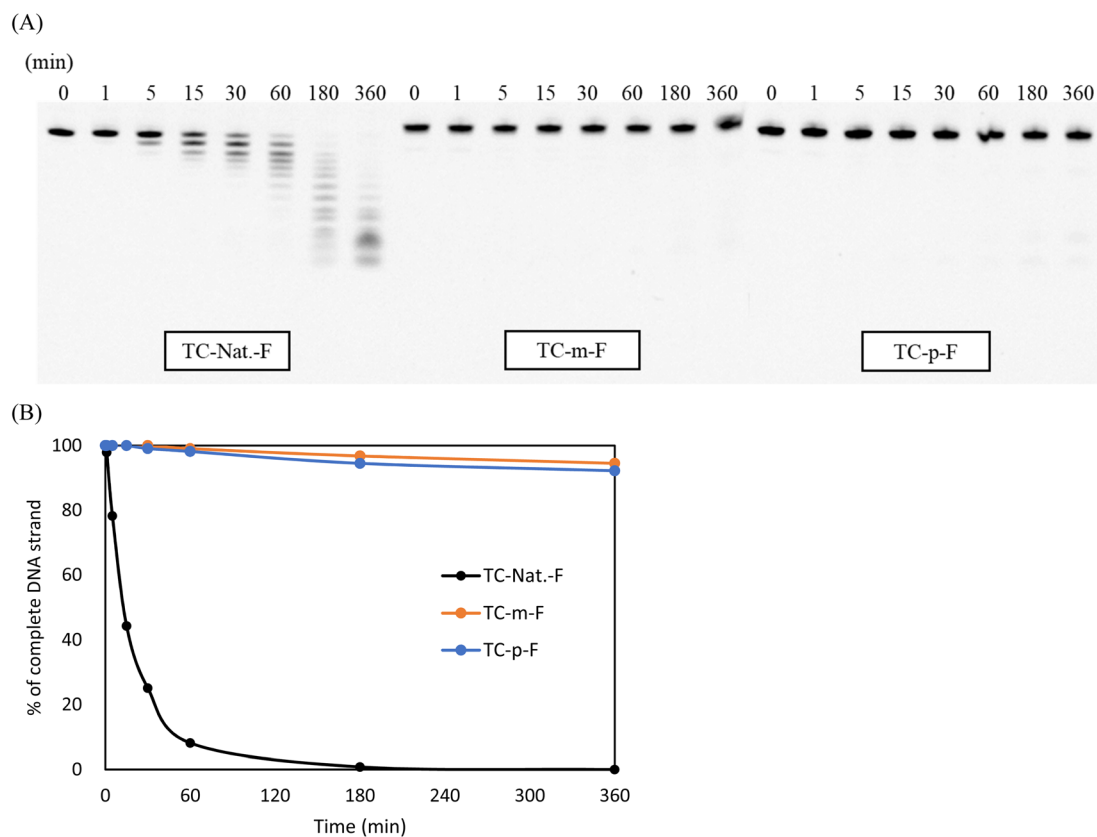 (A)
(min)
0 1 5 15 30 60 180 360 0 1 5 15 30 60 180 360 0 1 5 15 30 60 180 360
TC-Nat.-F TC-m-F TC-p-F
(B)
100
80
60
40
20
0
% of complete DNA strand
TC-Nat.-F
TC-m-F
TC-p-F
0 60 120 180 240 300 360
Time (min)